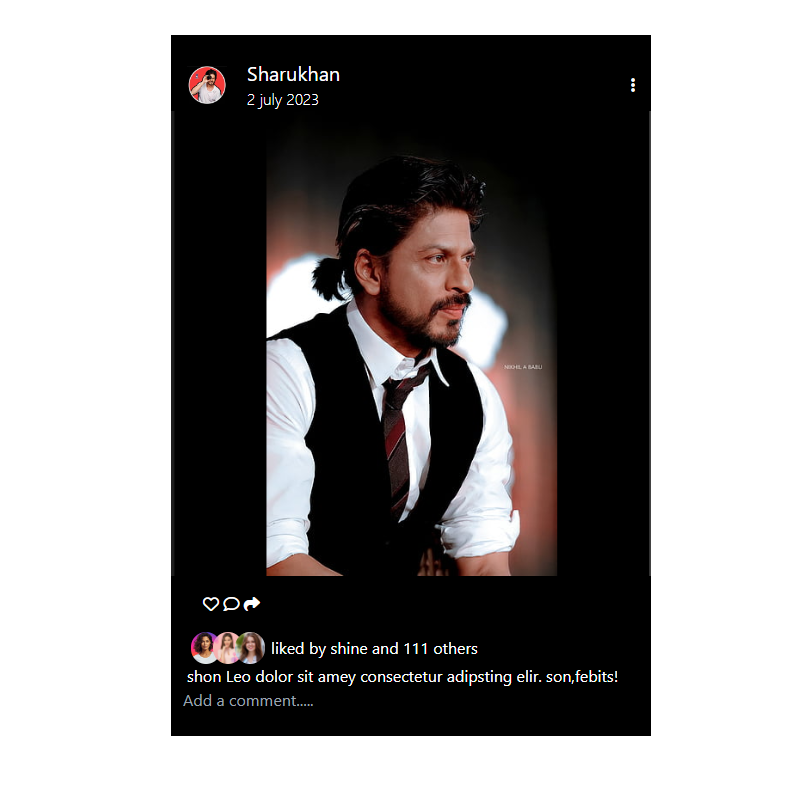 Sharukhan
2 july 2023
NIKHIL A BABU
liked by shine and 111 others
shon Leo dolor sit amey consectetur adipsting elir. son,febits!
Add a comment.....